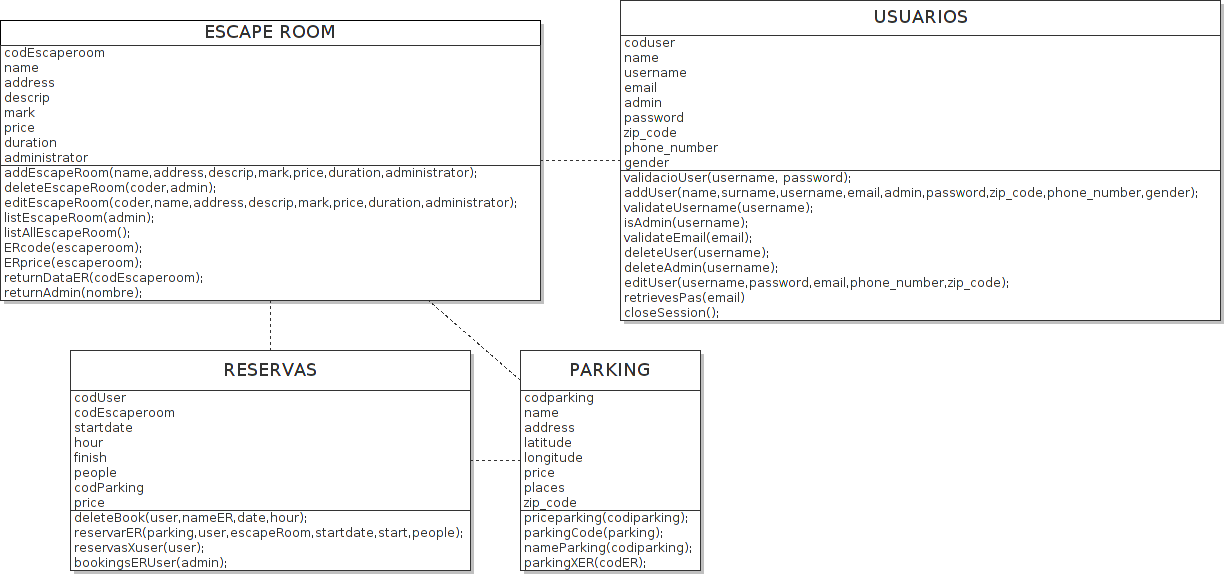 ESCAPE ROOM
codEscaperoom
name
address
descrip
mark
price
duration
administrator
addEscapeRoom(name,address,descrip,mark,price,duration,administrator);
deleteEscapeRoom(coder,admin);
editEscapeRoom(coder,name,address,descrip,mark,price,duration,administrator);
listEscapeRoom(admin);
listAllEscapeRoom();
ERcode(escaperoom);
ERprice(escaperoom);
returnDataER(codEscaperoom);
returnAdmin(nombre);
USUARIOS
coduser
name
username
email
admin
password
zip_code
phone_number
gender
validacioUser(username, password);
addUser(name,surname,username,email,admin,password,zip_code,phone_number,gender);
validateUsername(username);
isAdmin(username);
validateEmail(email);
deleteUser(username);
deleteAdmin(username);
editUser(username,password,email,phone_number,zip_code);
retrievesPas(email)
closeSession();
RESERVAS
codUser
codEscaperoom
startdate
hour
finish
people
codParking
price
deleteBook(user,nameER,date,hour);
reservarER(parking,user,escapeRoom,startdate,start,people);
reservasXuser(user);
bookingsERUser(admin);
PARKING
codparking
name
address
latitude
longitude
price
places
zip_code
priceparking(codiparking);
parkingCode(parking);
nameParking(codiparking);
parkingXER(codER);